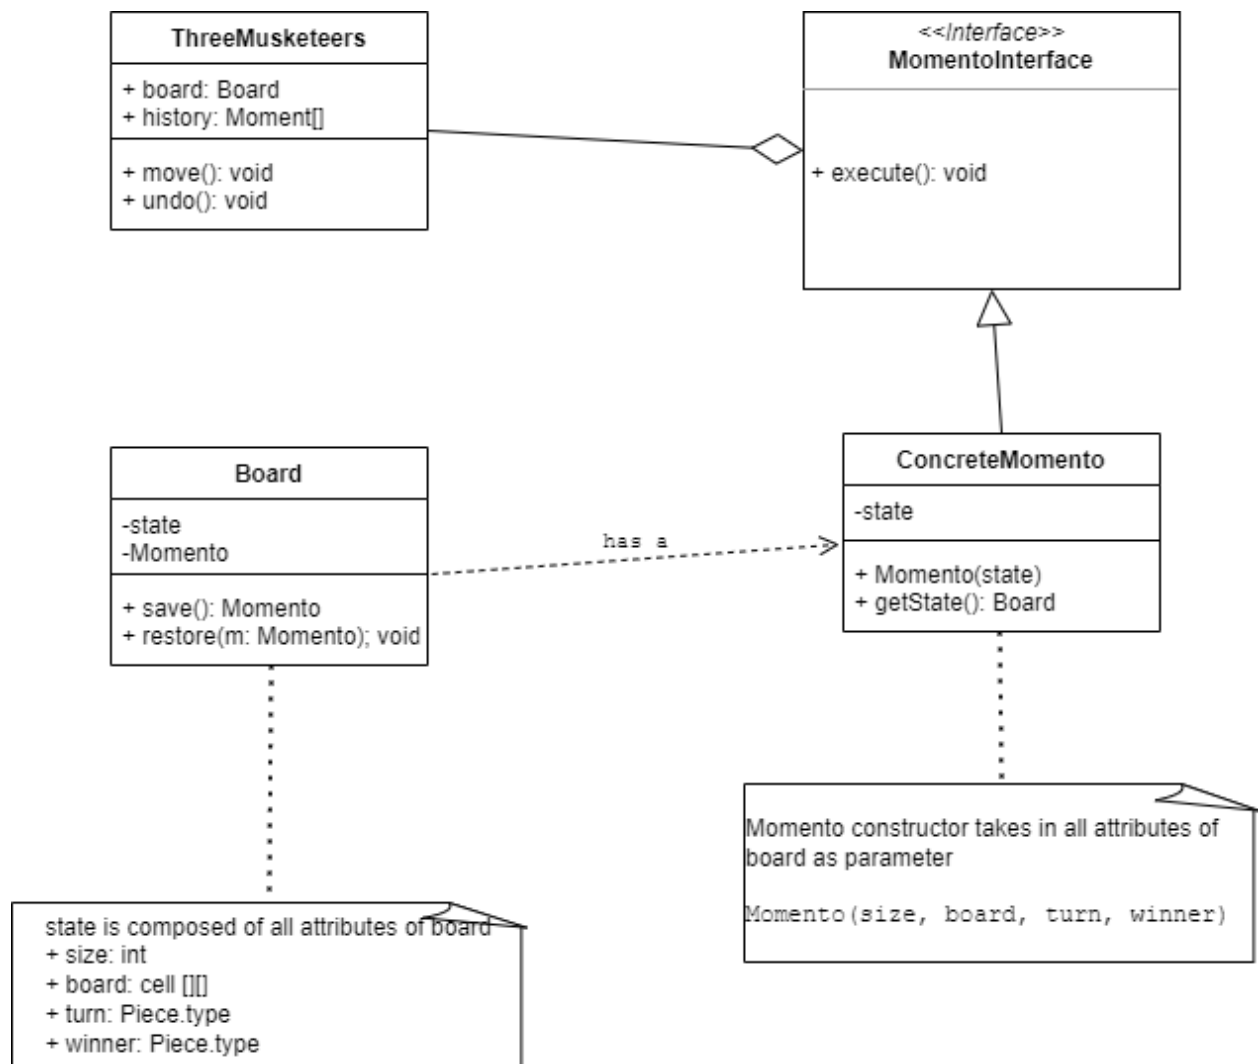 ThreeMusketeers
+ board: Board
+ history: Moment[]
+ move(): void
+ undo(): void
<<Interface>>
MomentoInterface
+ execute(): void
Board
-state
-Momento
+ save(): Momento
+ restore(m: Momento); void
has a
ConcreteMomento
-state
+ Momento(state)
+ getState(): Board
state is composed of all attributes of board
+ size: int
+ board: cell [][]
+ turn: Piece.type
+ winner: Piece.type
Momento constructor takes in all attributes of
board as parameter
Momento(size, board, turn, winner)